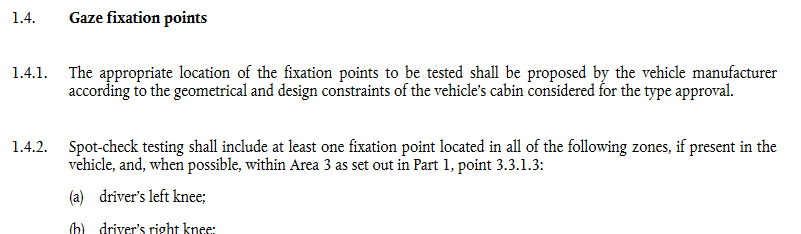 1.4. Gaze fixation points
1.4.1. The appropriate location of the fixation points to be tested shall be proposed by the vehicle manufacturer
according to the geometrical and design constraints of the vehicle's cabin considered for the type approval.
1.4.2. Spot-check testing shall include at least one fixation point located in all of the following zones, if present in the
vehicle, and, when possible, within Area 3 as set out in Part 1, point 3.3.1.3:
(a) driver's left knee;
(b) driver's right knee;